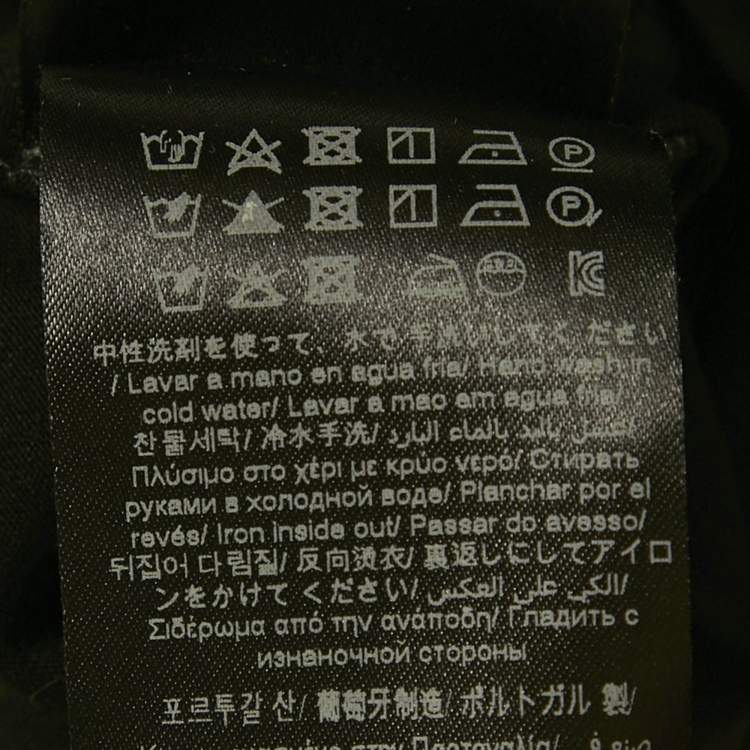 P
P
中性洗剤を使って、水で手洗いしてください
/ Lavar a mano en agua fria/ Hand wash in
cold water/ Lavar à mao em agua fria/
찬물세탁/ 冷水手洗/ غسل باليد بالماء البارد/
Πλύσιμο στο χέρι με κρύο νερό/ Стирать
руками в холодной воде/ Planchar por el
revés/ Iron inside out/ Passar do avesso/
뒤집어 다림질/ 反向烫衣/ 裏返しにしてアイロ
ンをかけてください/ الكي على العكس/
Σιδέρωμα από την ανάποδη/ Гладить с
изнаночной стороны
포르투갈 산/ 葡萄牙制造/ ポルトガル 製/
στην Πορτογαλία/